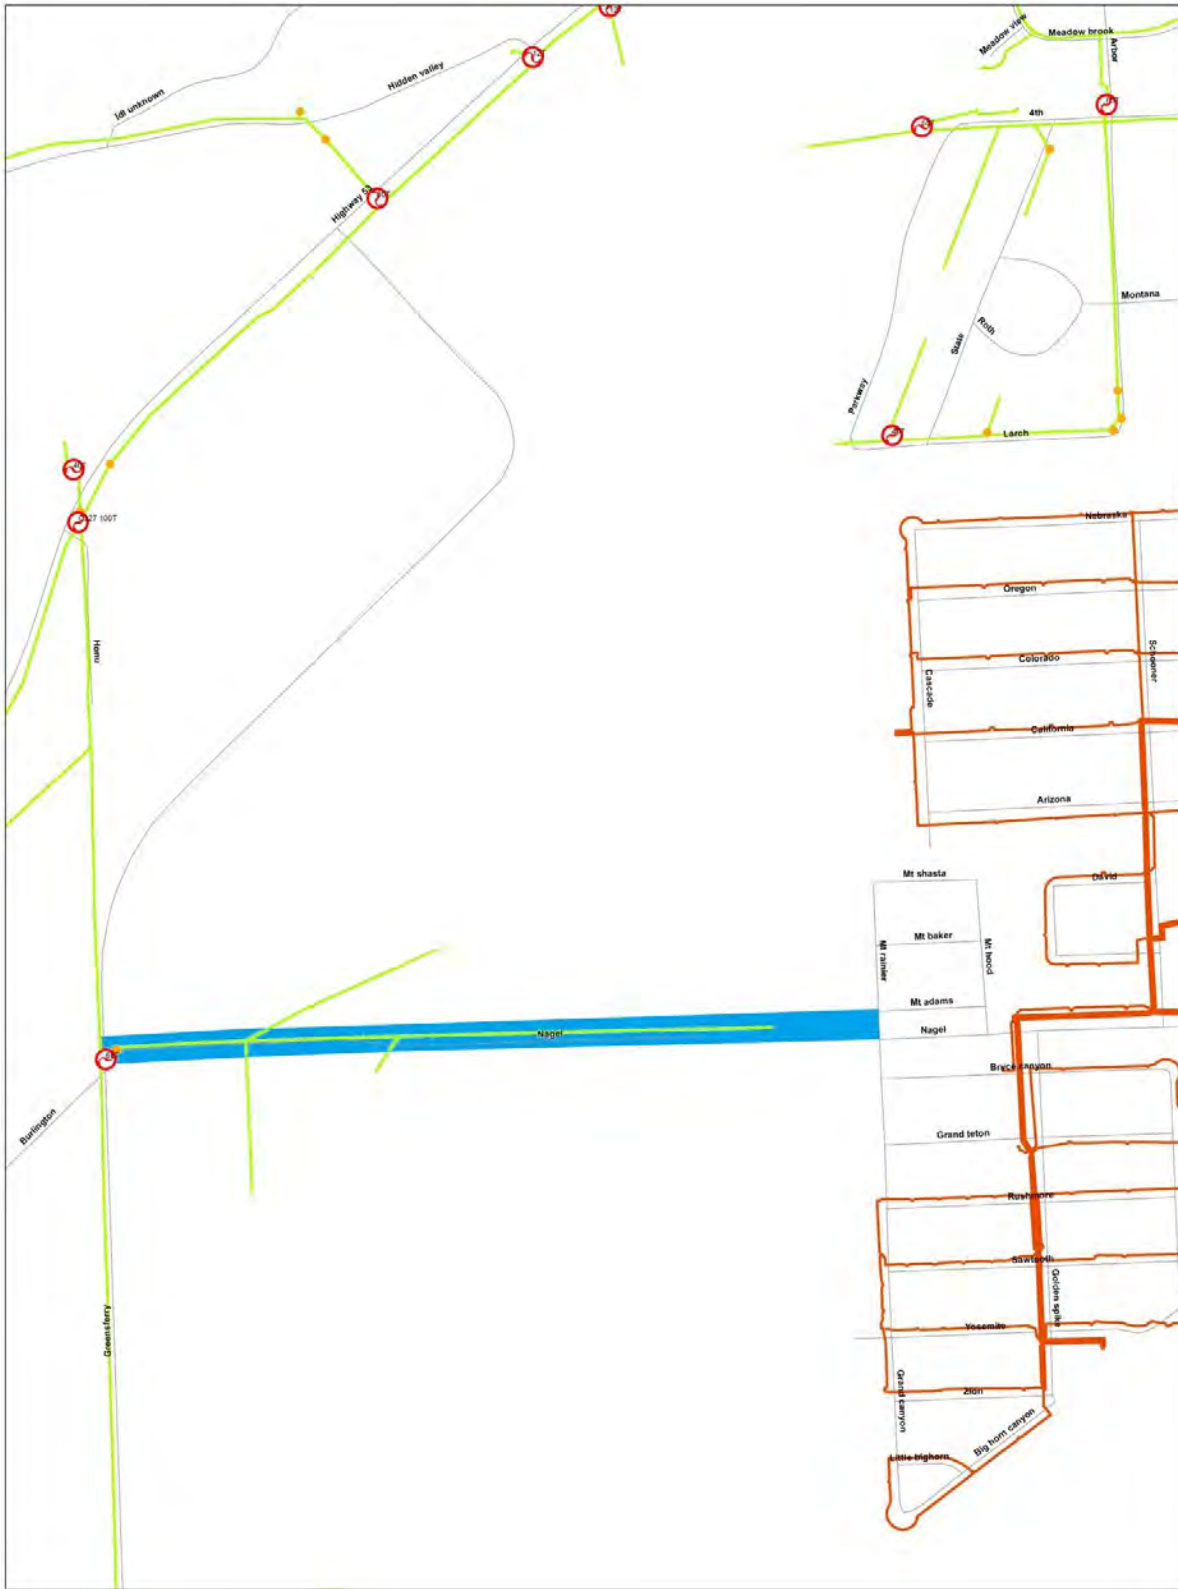 Meadow view
Meadow brook
Arbor
Hidden valley
Idl unknown
4th
Highway 53
Montana
Roth
State
Parkway
Larch
Nebraska
Oregon
Homu
Schooner
Colorado
Cascade
California
Arizona
Mt shasta
David
Mt baker
Mt rainier
Mt hood
Mt adams
Nagel
Nagel
Bryce canyon
Burlington
Grand teton
Rushmore
Sawtooth
Golden spike
Yosemite
Greensferry
Zion
Grand canyon
Big horn canyon
Little bighorn